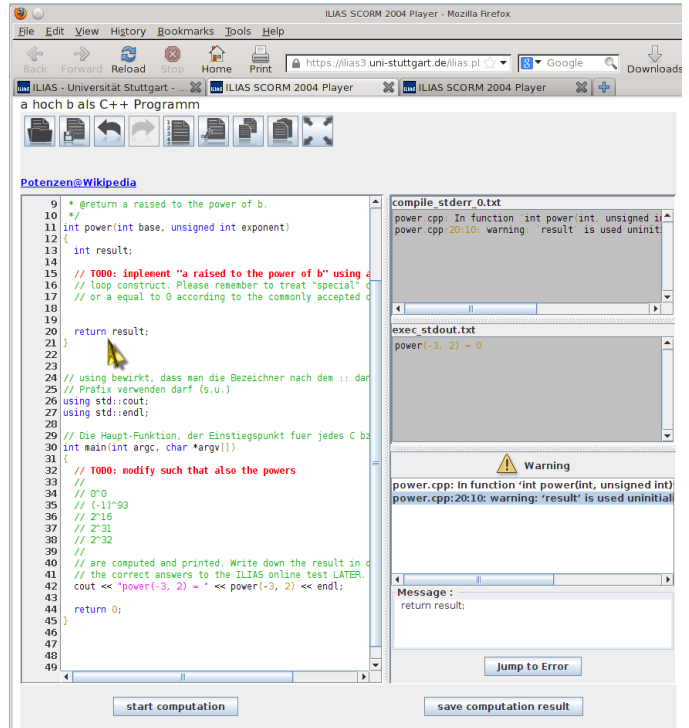 ILIAS SCORM 2004 Player - Mozilla Firefox
File Edit View History Bookmarks Tools Help
Back Forward Reload Stop Home Print https://ilias3.uni-stuttgart.de/ilias.pl Google Downloads
ILIAS - Universität Stuttgart - ... ILIAS SCORM 2004 Player ILIAS SCORM 2004 Player
a hoch b als C++ Programm
Potenzen@Wikipedia
9 * @return a raised to the power of b.
10 */
11 int power(int base, unsigned int exponent)
12 {
13 int result;
14
15 // TODO: implement "a raised to the power of b" using a
16 // loop construct. Please remember to treat "special"
17 // or a equal to 0 according to the commonly accepted
18
19
20 return result;
21 }
22
23
24 // using bewirkt, dass man die Bezeichner nach dem :: dan
25 // Präfix verwenden darf (s.u.)
26 using std::cout;
27 using std::endl;
28
29 // Die Haupt-Funktion, der Einstiegspunkt fuer jedes C bz
30 int main(int argc, char *argv[])
31 {
32 // TODO: modify such that also the powers
33 //
34 // 0^0
35 // (-1)^93
36 // 2^16
37 // 2^31
38 // 2^32
39 //
40 // are computed and printed. Write down the result in
41 // the correct answers to the ILIAS online test LATER.
42 cout << "power(-3, 2) = " << power(-3, 2) << endl;
43
44 return 0;
45 }
46
47
48
49
compile_stderr_0.txt
power.cpp: In function 'int power(int, unsigned in
power.cpp:20:10: warning: 'result' is used uniniti
exec_stdout.txt
power(-3, 2) = 0
Warning
power.cpp: In function ‘int power(int, unsigned int)
power.cpp:20:10: warning: ‘result’ is used uninitiali
Message :
return result;
Jump to Error
start computation
save computation result